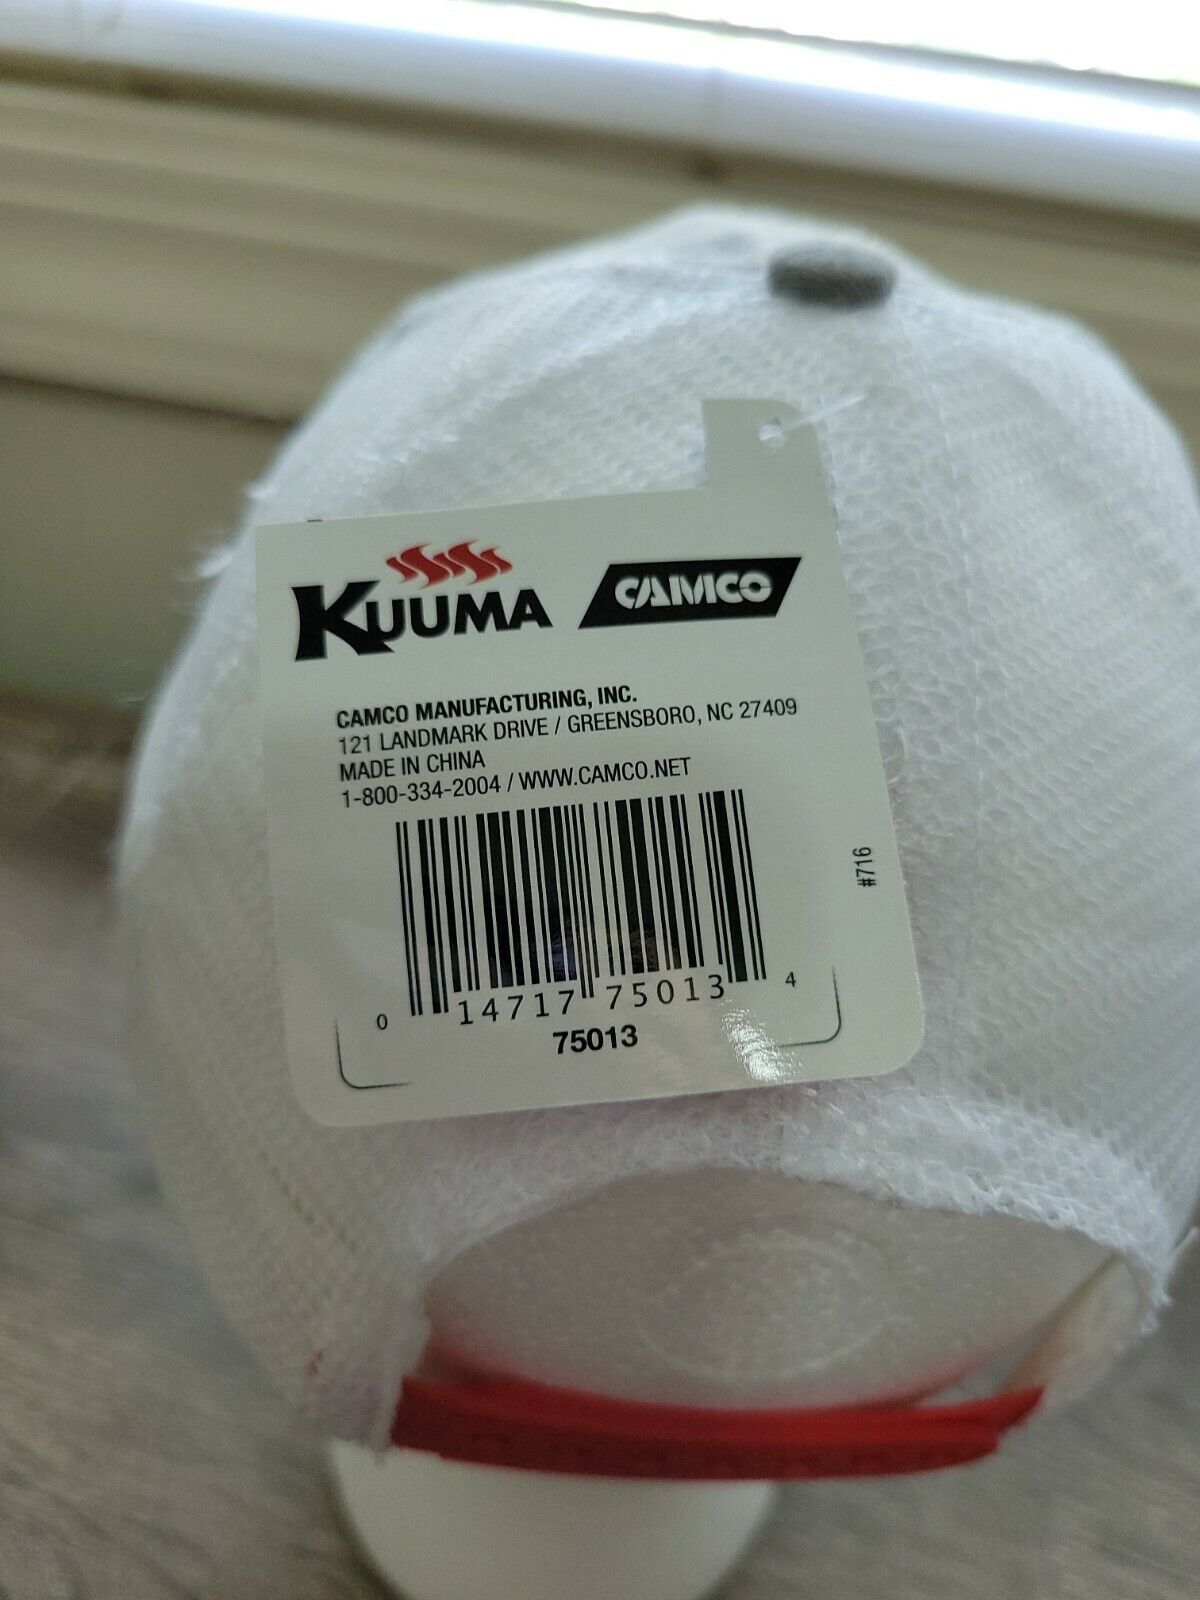 KUUMA CAMCO
CAMCO MANUFACTURING, INC.
121 LANDMARK DRIVE / GREENSBORO, NC 27409
MADE IN CHINA
1-800-334-2004 / WWW.CAMCO.NET
#716
0 14717 75013 4
75013